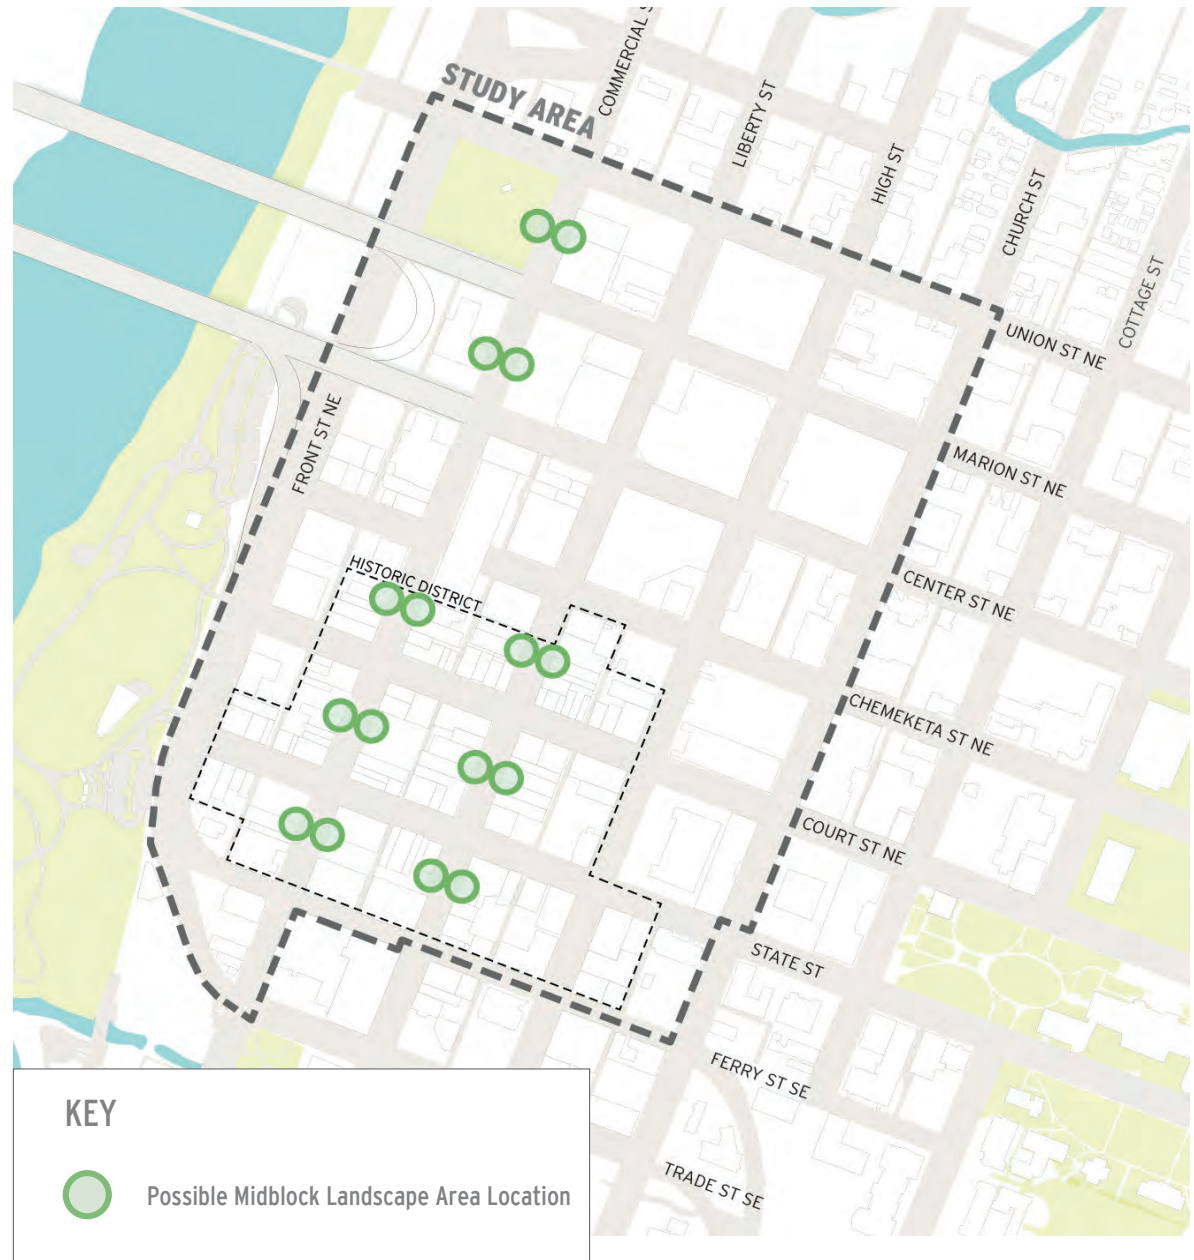 STUDY AREA
COMMERCIAL S
LIBERTY ST
HIGH ST
CHURCH ST
COTTAGE ST
UNION ST NE
FRONT ST NE
MARION ST NE
HISTORIC DISTRICT
CENTER ST NE
CHEMEKETA ST NE
COURT ST NE
STATE ST
FERRY ST SE
TRADE ST SE
KEY
Possible Midblock Landscape Area Location